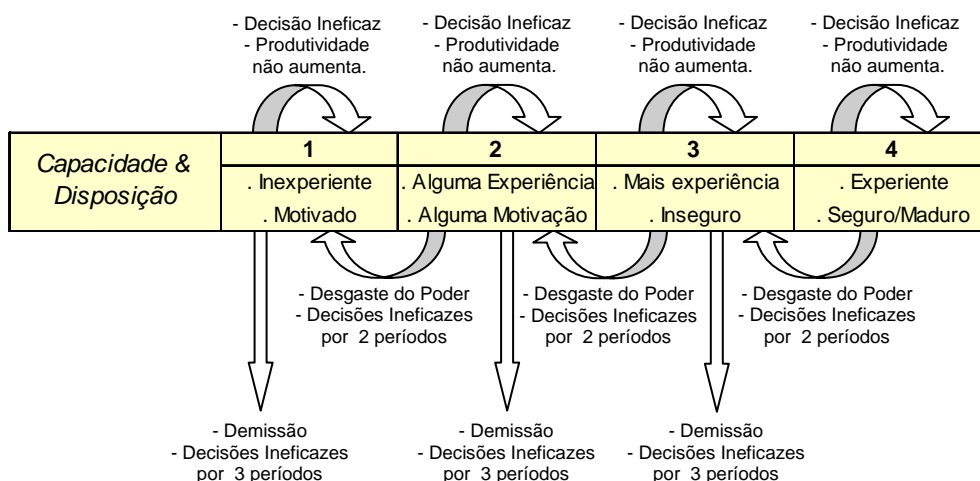 - Decisão Ineficaz
- Produtividade
não aumenta.
- Decisão Ineficaz
- Produtividade
não aumenta.
- Decisão Ineficaz
- Produtividade
não aumenta.
- Decisão Ineficaz
- Produtividade
não aumenta.
Capacidade &
Disposição
1
. Inexperiente
. Motivado
2
. Alguma Experiência
. Alguma Motivação
3
. Mais experiência
. Inseguro
4
. Experiente
. Seguro/Maduro
- Desgaste do Poder
- Decisões Ineficazes
por 2 períodos
- Desgaste do Poder
- Decisões Ineficazes
por 2 períodos
- Desgaste do Poder
- Decisões Ineficazes
por 2 períodos
- Demissão
- Decisões Ineficazes
por 3 períodos
- Demissão
- Decisões Ineficazes
por 3 períodos
- Demissão
- Decisões Ineficazes
por 3 períodos